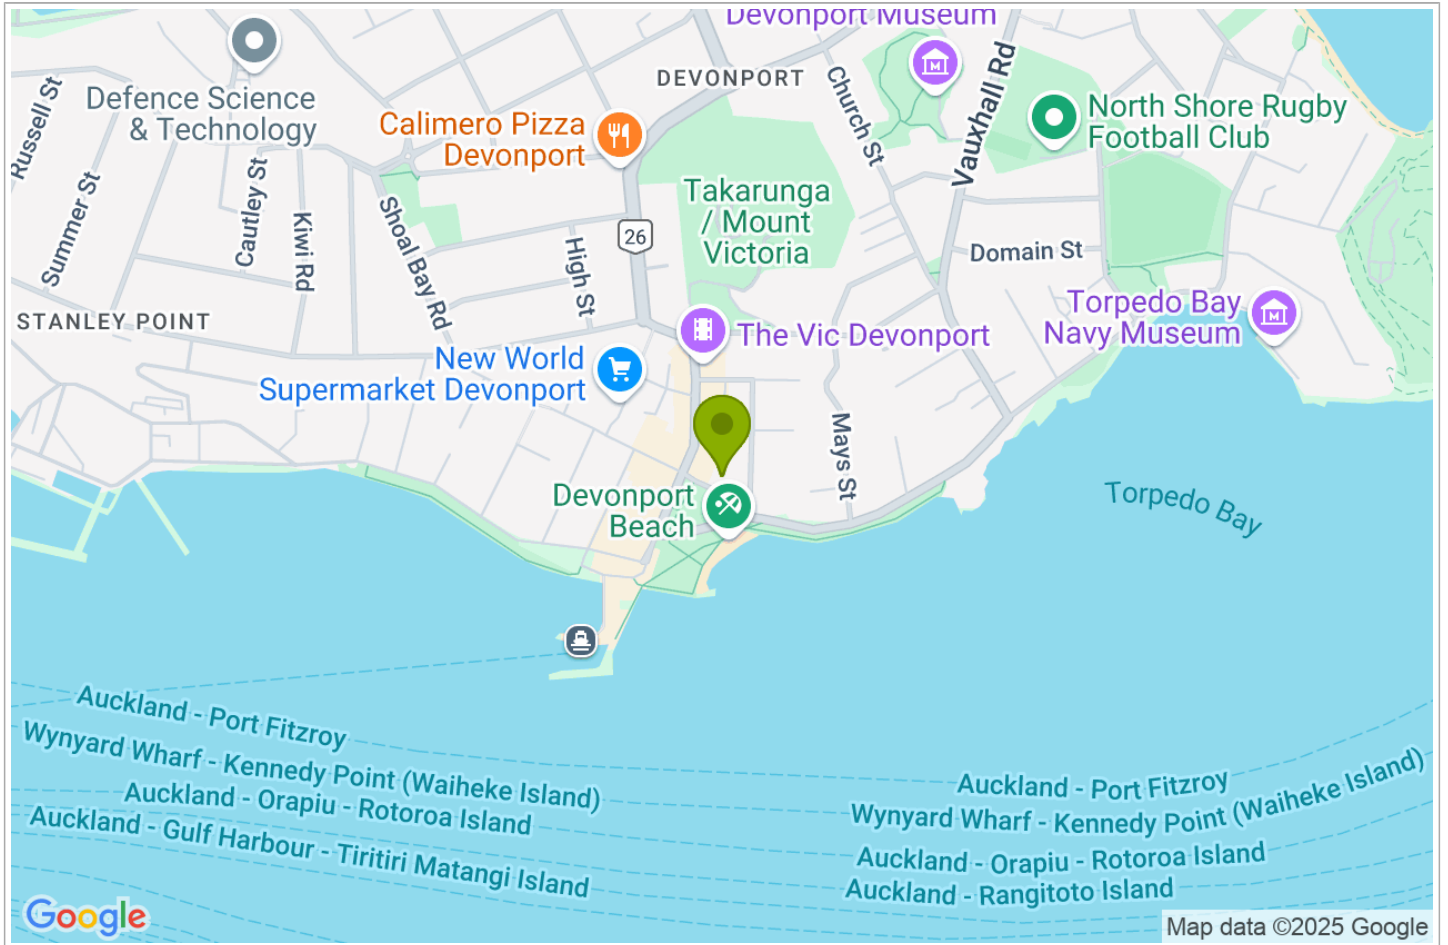 Devonport Museum
DEVONPORT
Church St
Vauxhall Rd
North Shore Rugby
Football Club
Defence Science
& Technology
Russell St
Calimero Pizza
Devonport
Summer St
Cautley St
Kiwi Rd
Shoal Bay Rd
High St
26
Takarunga
/ Mount
Victoria
Domain St
Torpedo Bay
Navy Museum
STANLEY POINT
The Vic Devonport
New World
Supermarket Devonport
Mays St
Devonport
Beach
Torpedo Bay
Auckland - Port Fitzroy
Wynyard Wharf - Kennedy Point (Waiheke Island)
Auckland - Orapiu - Rotoroa Island
Auckland - Gulf Harbour - Tiritiri Matangi Island
Auckland - Port Fitzroy
Wynyard Wharf - Kennedy Point (Waiheke Island)
Auckland - Orapiu - Rotoroa Island
Auckland - Rangitoto Island
Google
Map data ©2025 Google